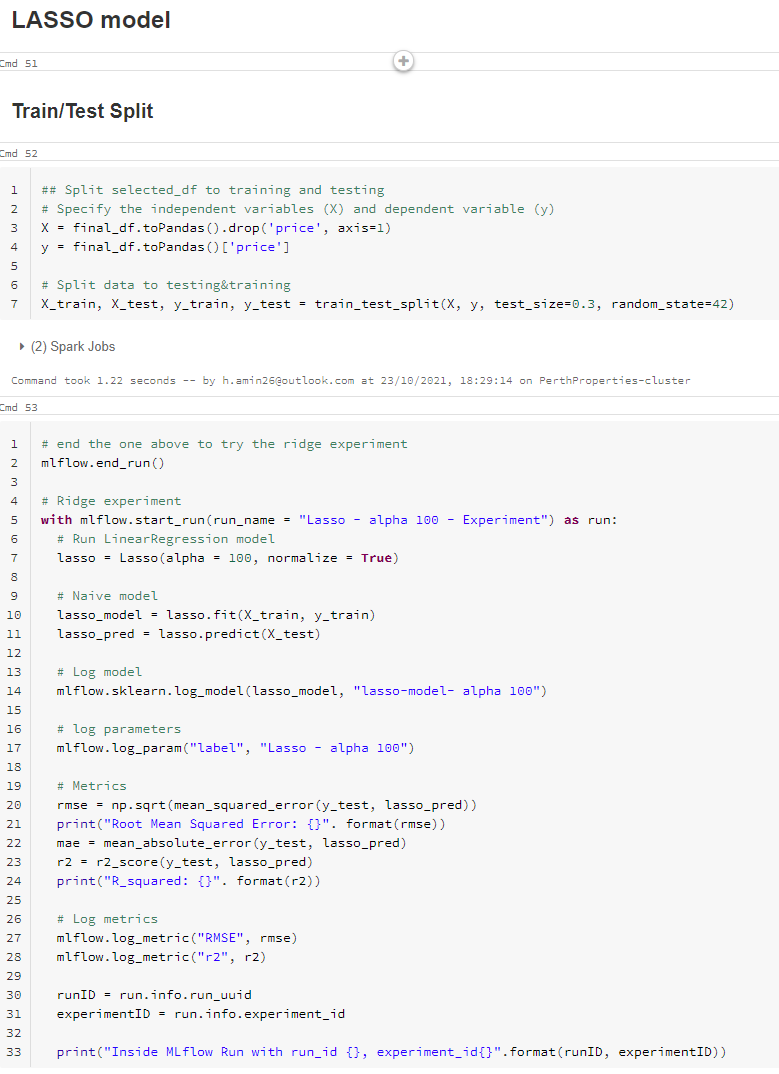 LASSO model
Cmd 51
Train/Test Split
Cmd 52
1 ## Split selected_df to training and testing
2 # Specify the independent variables (X) and dependent variable (y)
3 X = final_df.toPandas().drop('price', axis=1)
4 y = final_df.toPandas()['price']
5
6 # Split data to testing&training
7 X_train, X_test, y_train, y_test = train_test_split(X, y, test_size=0.3, random_state=42)
(2) Spark Jobs
Command took 1.22 seconds -- by h.amin26@outlook.com at 23/10/2021, 18:29:14 on PerthProperties-cluster
Cmd 53
1 # end the one above to try the ridge experiment
2 mlflow.end_run()
3
4 # Ridge experiment
5 with mlflow.start_run(run_name = "Lasso - alpha 100 - Experiment") as run:
6 # Run LinearRegression model
7 lasso = Lasso(alpha = 100, normalize = True)
8
9 # Naive model
10 lasso_model = lasso.fit(X_train, y_train)
11 lasso_pred = lasso.predict(X_test)
12
13 # Log model
14 mlflow.sklearn.log_model(lasso_model, "lasso-model- alpha 100")
15
16 # log parameters
17 mlflow.log_param("label", "Lasso - alpha 100")
18
19 # Metrics
20 rmse = np.sqrt(mean_squared_error(y_test, lasso_pred))
21 print("Root Mean Squared Error: {}". format(rmse))
22 mae = mean_absolute_error(y_test, lasso_pred)
23 r2 = r2_score(y_test, lasso_pred)
24 print("R_squared: {}". format(r2))
25
26 # Log metrics
27 mlflow.log_metric("RMSE", rmse)
28 mlflow.log_metric("r2", r2)
29
30 runID = run.info.run_uuid
31 experimentID = run.info.experiment_id
32
33 print("Inside MLflow Run with run_id {}, experiment_id{}".format(runID, experimentID))